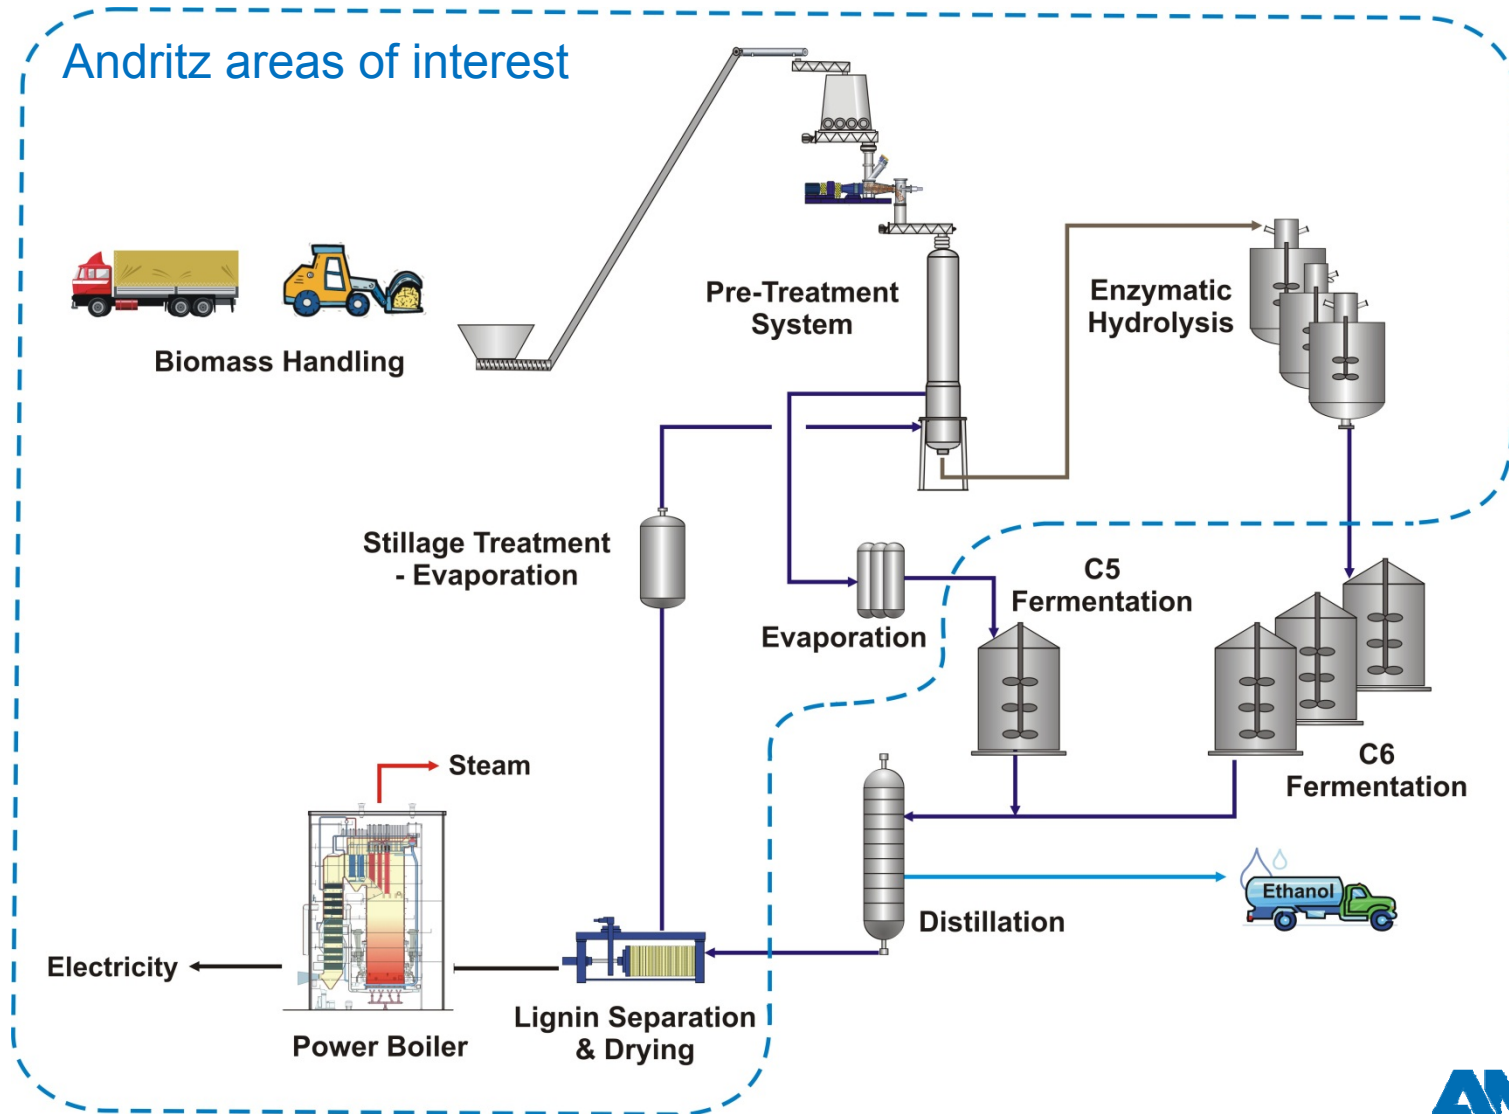 Andritz areas of interest
Pre-Treatment
System
Enzymatic
Hydrolysis
Biomass Handling
Stillage Treatment
- Evaporation
C5
Fermentation
Evaporation
C6
Fermentation
Steam
Ethanol
Distillation
Electricity
Lignin Separation
& Drying
Power Boiler
AN